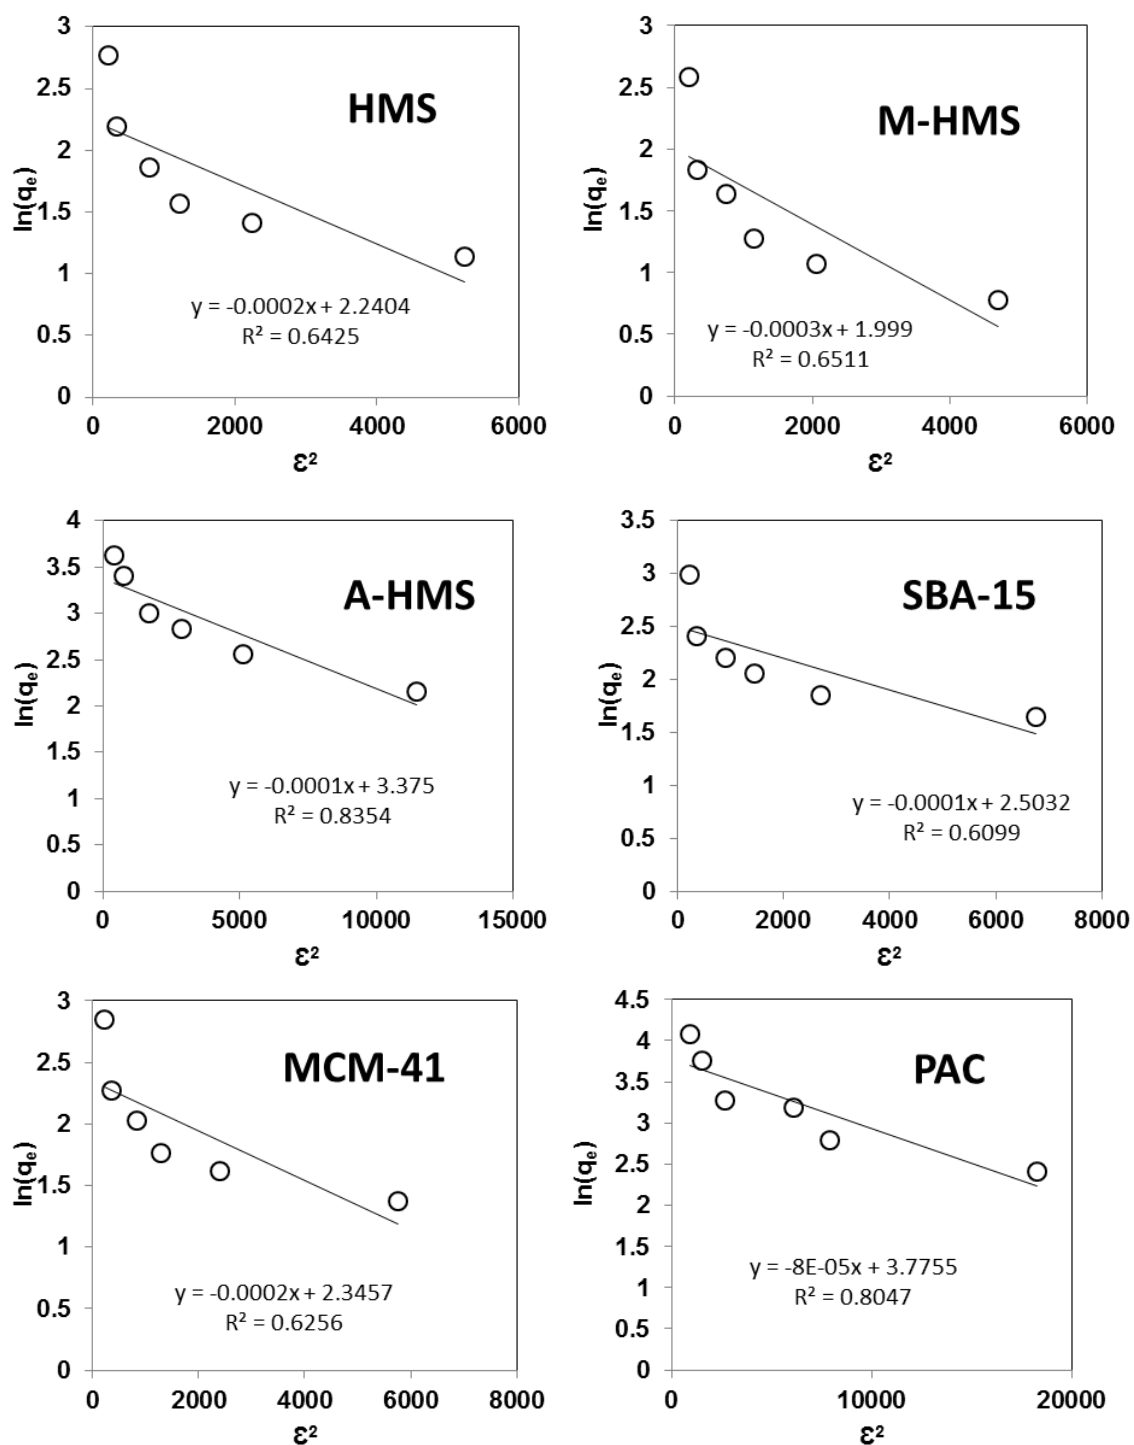 3
2.5
2
1.5
1
0.5
0
ln(qₑ)
HMS
y = -0.0002x + 2.2404
R² = 0.6425
0 2000 4000 6000
Ɛ²
3
2.5
2
1.5
1
0.5
0
ln(qₑ)
M-HMS
y = -0.0003x + 1.999
R² = 0.6511
0 2000 4000 6000
Ɛ²
4
3.5
3
2.5
2
1.5
1
0.5
0
ln(qₑ)
A-HMS
y = -0.0001x + 3.375
R² = 0.8354
0 5000 10000 15000
Ɛ²
3.5
3
2.5
2
1.5
1
0.5
0
ln(qₑ)
SBA-15
y = -0.0001x + 2.5032
R² = 0.6099
0 2000 4000 6000 8000
Ɛ²
3
2.5
2
1.5
1
0.5
0
ln(qₑ)
MCM-41
y = -0.0002x + 2.3457
R² = 0.6256
0 2000 4000 6000 8000
Ɛ²
4.5
4
3.5
3
2.5
2
1.5
1
0.5
0
ln(qₑ)
PAC
y = -8E-05x + 3.7755
R² = 0.8047
0 10000 20000
Ɛ²